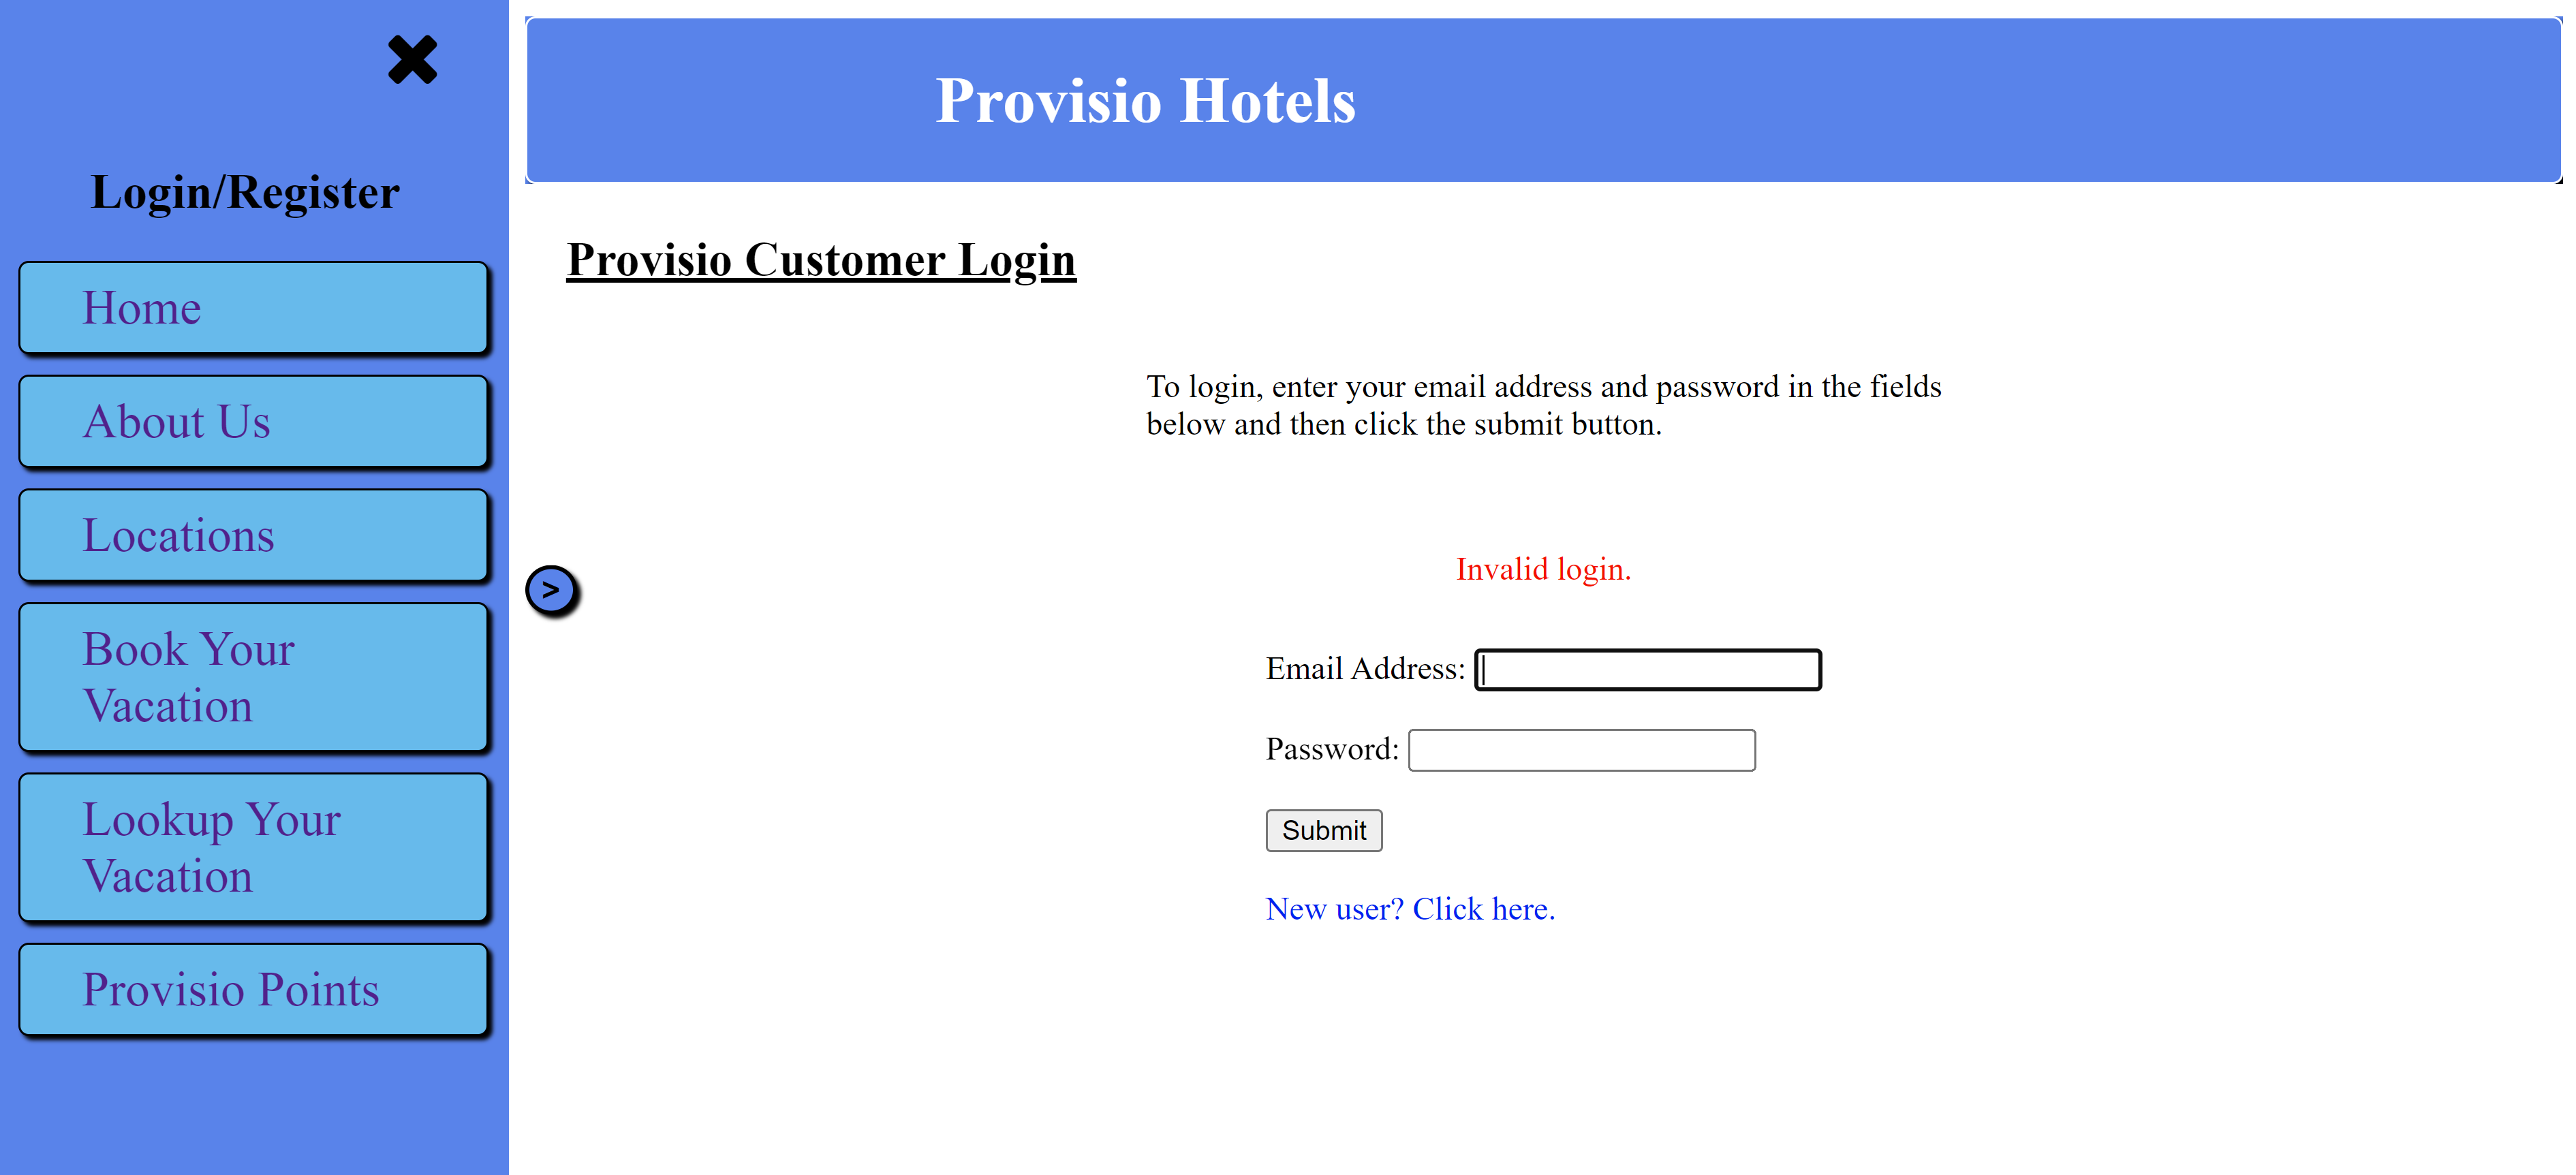 Login/Register
Home
About Us
Locations
Book Your
Vacation
Lookup Your
Vacation
Provisio Points
Provisio Hotels
Provisio Customer Login
To login, enter your email address and password in the fields
below and then click the submit button.
>
Invalid login.
Email Address:
Password:
Submit
New user? Click here.